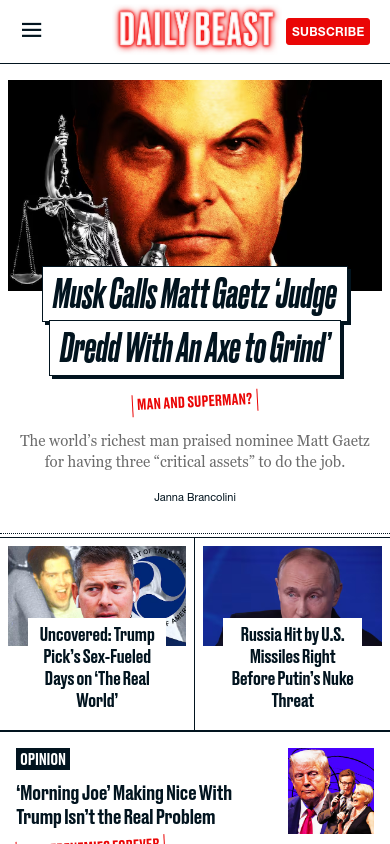 DAILY BEAST
SUBSCRIBE
Musk Calls Matt Gaetz ‘Judge
Dredd With An Axe to Grind’
MAN AND SUPERMAN?
The world’s richest man praised nominee Matt Gaetz
for having three “critical assets” to do the job.
Janna Brancolini
Uncovered: Trump
Pick’s Sex-Fueled
Days on ‘The Real
World’
Russia Hit by U.S.
Missiles Right
Before Putin’s Nuke
Threat
OPINION
‘Morning Joe’ Making Nice With
Trump Isn’t the Real Problem
FOREVER